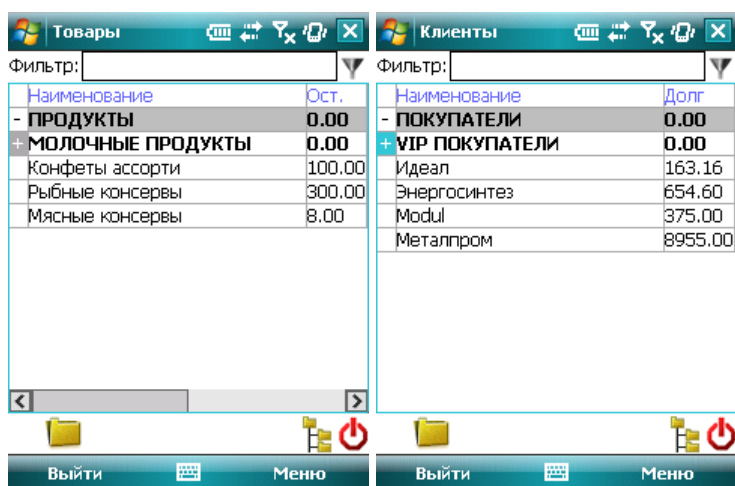 Товары
Фильтр:
Наименование Ост.
- ПРОДУКТЫ 0.00
+ МОЛОЧНЫЕ ПРОДУКТЫ 0.00
Конфеты ассорти 100.00
Рыбные консервы 300.00
Мясные консервы 8.00
Выйти Меню
Клиенты
Фильтр:
Наименование Долг
- ПОКУПАТЕЛИ 0.00
+ VIP ПОКУПАТЕЛИ 0.00
Идеал 163.16
Энергосинтез 654.60
Modul 375.00
Металпром 8955.00
Выйти Меню